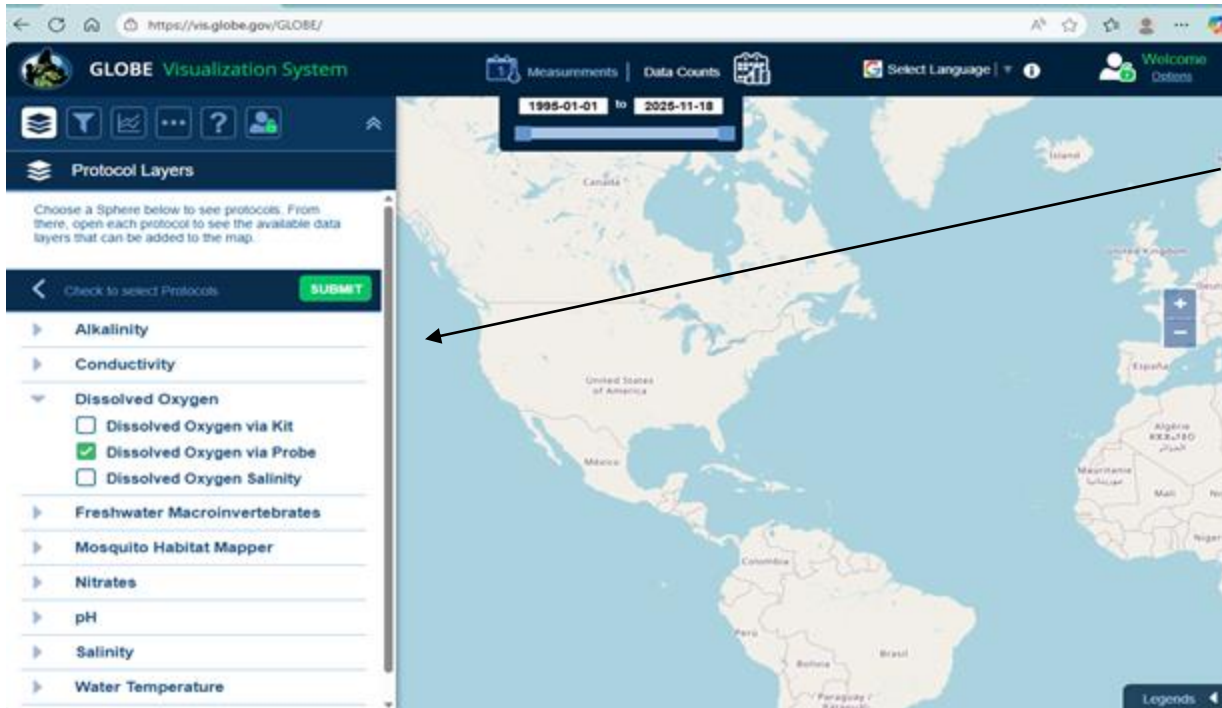 https://vis.globe.gov/GLOBE/
GLOBE Visualization System
Measurements | Data Counts
Select Language
Welcome
Options
1995-01-01 to 2025-11-18
Protocol Layers
Choose a Sphere below to see protocols. From
there, open each protocol to see the available data
layers that can be added to the map.
Check to select Protocols
SUBMIT
Alkalinity
Conductivity
Dissolved Oxygen
Dissolved Oxygen via Kit
Dissolved Oxygen via Probe
Dissolved Oxygen Salinity
Freshwater Macroinvertebrates
Mosquito Habitat Mapper
Nitrates
pH
Salinity
Water Temperature
Canada
Ísland
United Kingdom
United States
of America
España
México
Mauritanie
Mali
Niger
Colombia
Perú
Brasil
Bolivia
Paraguay /
Legends